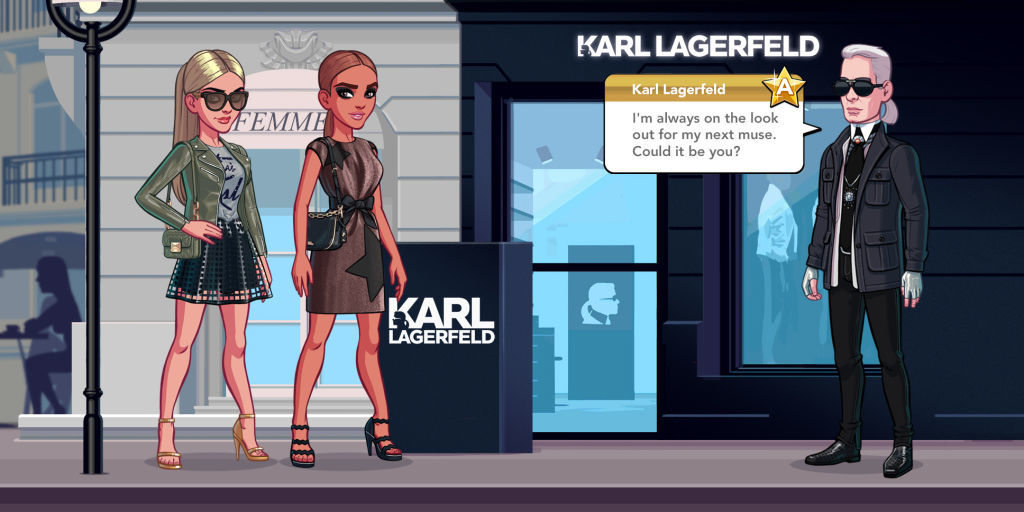 KARL LAGERFELD
Karl Lagerfeld
A
I'm always on the look
out for my next muse.
Could it be you?
FEMME
KARL
LAGERFELD